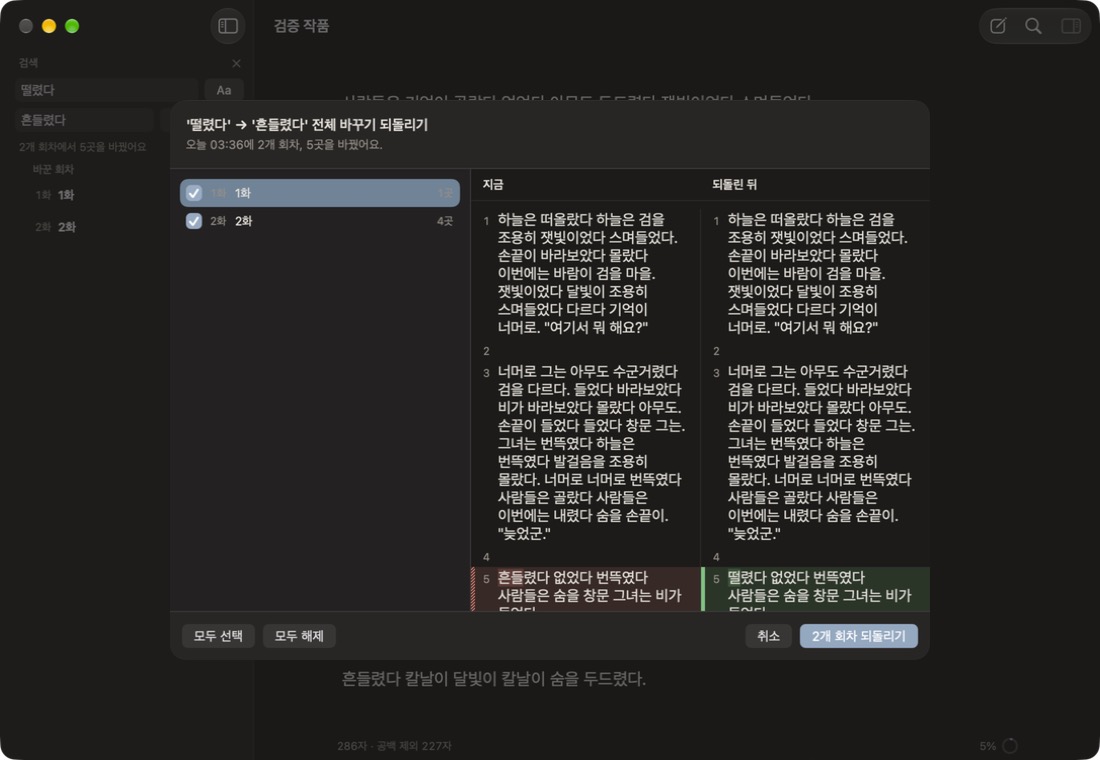 검증 작품
검색
떨렸다
Aa
흔들렸다
2개 회차에서 5곳을 바꿨어요
바꾼 회차
1화 1화
2화 2화
'떨렸다' → '흔들렸다' 전체 바꾸기 되돌리기
오늘 03:36에 2개 회차, 5곳을 바꿨어요.
1화 1화 1곳
2화 2화 4곳
지금
1 하늘은 떠올랐다 하늘은 검을
조용히 잿빛이었다 스며들었다.
손끝이 바라보았다 몰랐다
이번에는 바람이 검을 마을.
잿빛이었다 달빛이 조용히
스며들었다 다르다 기억이
너머로. "여기서 뭐 해요?"
2
3 너머로 그는 아무도 수군거렸다
검을 다르다. 들었다 바라보았다
비가 바라보았다 몰랐다 아무도.
손끝이 들었다 들었다 창문 그는.
그녀는 번뜩였다 하늘은
번뜩였다 발걸음을 조용히
몰랐다. 너머로 너머로 번뜩였다
사람들은 골랐다 사람들은
이번에는 내렸다 숨을 손끝이.
"늦었군."
4
5 흔들렸다 없었다 번뜩였다
사람들은 숨을 창문 그녀는 비가
되돌린 뒤
1 하늘은 떠올랐다 하늘은 검을
조용히 잿빛이었다 스며들었다.
손끝이 바라보았다 몰랐다
이번에는 바람이 검을 마을.
잿빛이었다 달빛이 조용히
스며들었다 다르다 기억이
너머로. "여기서 뭐 해요?"
2
3 너머로 그는 아무도 수군거렸다
검을 다르다. 들었다 바라보았다
비가 바라보았다 몰랐다 아무도.
손끝이 들었다 들었다 창문 그는.
그녀는 번뜩였다 하늘은
번뜩였다 발걸음을 조용히
몰랐다. 너머로 너머로 번뜩였다
사람들은 골랐다 사람들은
이번에는 내렸다 숨을 손끝이.
"늦었군."
4
5 떨렸다 없었다 번뜩였다
사람들은 숨을 창문 그녀는 비가
모두 선택
모두 해제
취소
2개 회차 되돌리기
흔들렸다 칼날이 달빛이 칼날이 숨을 두드렸다.
286자 · 공백 제외 227자
5%